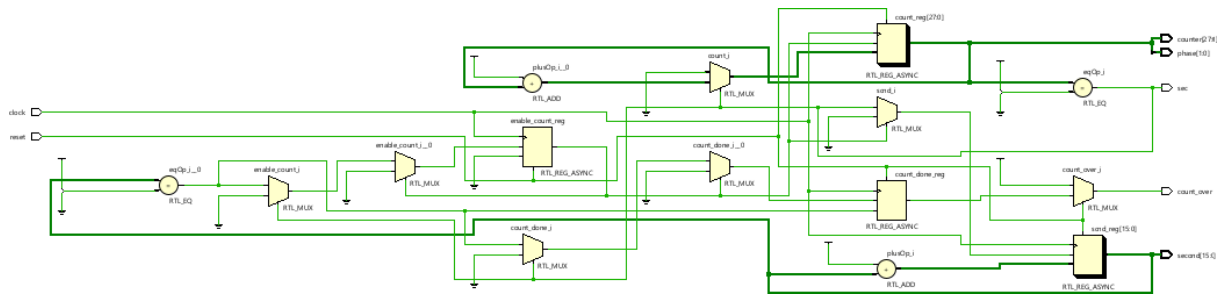 count_reg[27:0]
counter[27:0]
phase[1:0]
plusOp_i__0
count_i
RTL_REG_ASYNC
eqOp_i
RTL_ADD
RTL_MUX
scnd_i
sec
RTL_EQ
clock
enable_count_reg
RTL_MUX
reset
enable_count_i__0
count_done_i__0
eqOp_i__0
enable_count_i
RTL_REG_ASYNC
count_done_reg
count_over_i
RTL_MUX
RTL_MUX
count_over
RTL_EQ
RTL_MUX
RTL_MUX
RTL_REG_ASYNC
count_done_i
scnd_reg[15:0]
plusOp_i
second[15:0]
RTL_MUX
RTL_ADD
RTL_REG_ASYNC